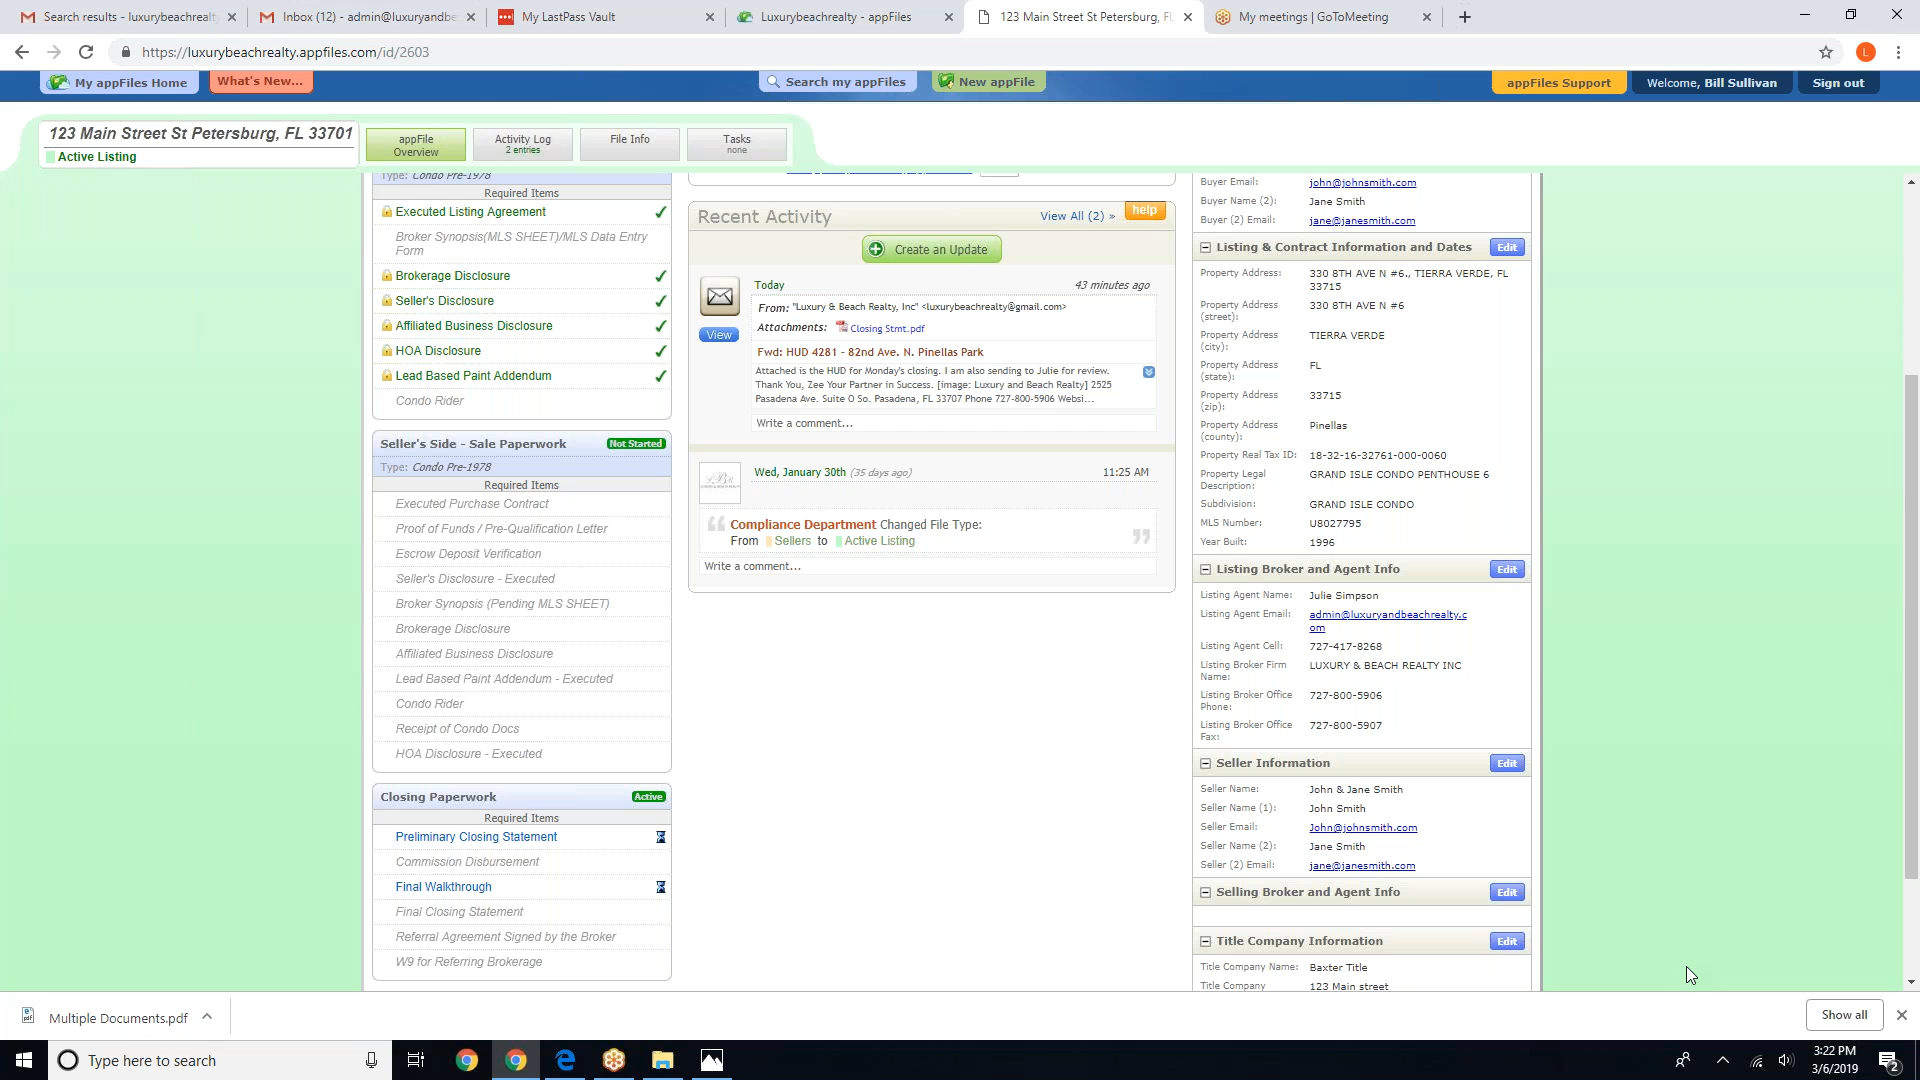 Search results - luxurybeachrealt
Inbox (12) - admin@luxuryandbe
My LastPass Vault
Luxurybeachrealty - appFiles
123 Main Street St Petersburg, FL
My meetings | GoToMeeting
https://luxurybeachrealty.appfiles.com/id/2603
L
My appFiles Home
What's New...
Search my appFiles
New appFile
appFiles Support
Welcome, Bill Sullivan
Sign out
123 Main Street St Petersburg, FL 33701
Active Listing
appFile
Overview
Activity Log
2 entries
File Info
Tasks
none
Type: Condo Pre-1978
Required Items
Executed Listing Agreement
Broker Synopsis(MLS SHEET)/MLS Data Entry
Form
Brokerage Disclosure
Seller's Disclosure
Affiliated Business Disclosure
HOA Disclosure
Lead Based Paint Addendum
Condo Rider
Seller's Side - Sale Paperwork
Not Started
Type: Condo Pre-1978
Required Items
Executed Purchase Contract
Proof of Funds / Pre-Qualification Letter
Escrow Deposit Verification
Seller's Disclosure - Executed
Broker Synopsis (Pending MLS SHEET)
Brokerage Disclosure
Affiliated Business Disclosure
Lead Based Paint Addendum - Executed
Condo Rider
Receipt of Condo Docs
HOA Disclosure - Executed
Closing Paperwork
Active
Required Items
Preliminary Closing Statement
Commission Disbursement
Final Walkthrough
Final Closing Statement
Referral Agreement Signed by the Broker
W9 for Referring Brokerage
Recent Activity
View All (2) »
help
Create an Update
Today
43 minutes ago
From: "Luxury & Beach Realty, Inc" <luxurybeachrealty@gmail.com>
Attachments: Closing Stmt.pdf
View
Fwd: HUD 4281 - 82nd Ave. N. Pinellas Park
Attached is the HUD for Monday's closing. I am also sending to Julie for review.
Thank You, Zee Your Partner in Success. [image: Luxury and Beach Realty] 2525
Pasadena Ave. Suite O So. Pasadena, FL 33707 Phone 727-800-5906 Websi...
Write a comment...
Wed, January 30th (35 days ago)
11:25 AM
Compliance Department Changed File Type:
From Sellers to Active Listing
Write a comment...
Buyer Email: john@johnsmith.com
Buyer Name (2): Jane Smith
Buyer (2) Email: jane@janesmith.com
Listing & Contract Information and Dates
Edit
Property Address: 330 8TH AVE N #6., TIERRA VERDE, FL
33715
Property Address
(street): 330 8TH AVE N #6
Property Address
(city): TIERRA VERDE
Property Address
(state): FL
Property Address
(zip): 33715
Property Address
(county): Pinellas
Property Real Tax ID: 18-32-16-32761-000-0060
Property Legal
Description: GRAND ISLE CONDO PENTHOUSE 6
Subdivision: GRAND ISLE CONDO
MLS Number: U8027795
Year Built: 1996
Listing Broker and Agent Info
Edit
Listing Agent Name: Julie Simpson
Listing Agent Email: admin@luxuryandbeachrealty.c
om
Listing Agent Cell: 727-417-8268
Listing Broker Firm
Name: LUXURY & BEACH REALTY INC
Listing Broker Office
Phone: 727-800-5906
Listing Broker Office
Fax: 727-800-5907
Seller Information
Edit
Seller Name: John & Jane Smith
Seller Name (1): John Smith
Seller Email: John@johnsmith.com
Seller Name (2): Jane Smith
Seller (2) Email: jane@janesmith.com
Selling Broker and Agent Info
Edit
Title Company Information
Edit
Title Company Name: Baxter Title
Title Company 123 Main street
Multiple Documents.pdf
Show all
Type here to search
3:22 PM
3/6/2019
2